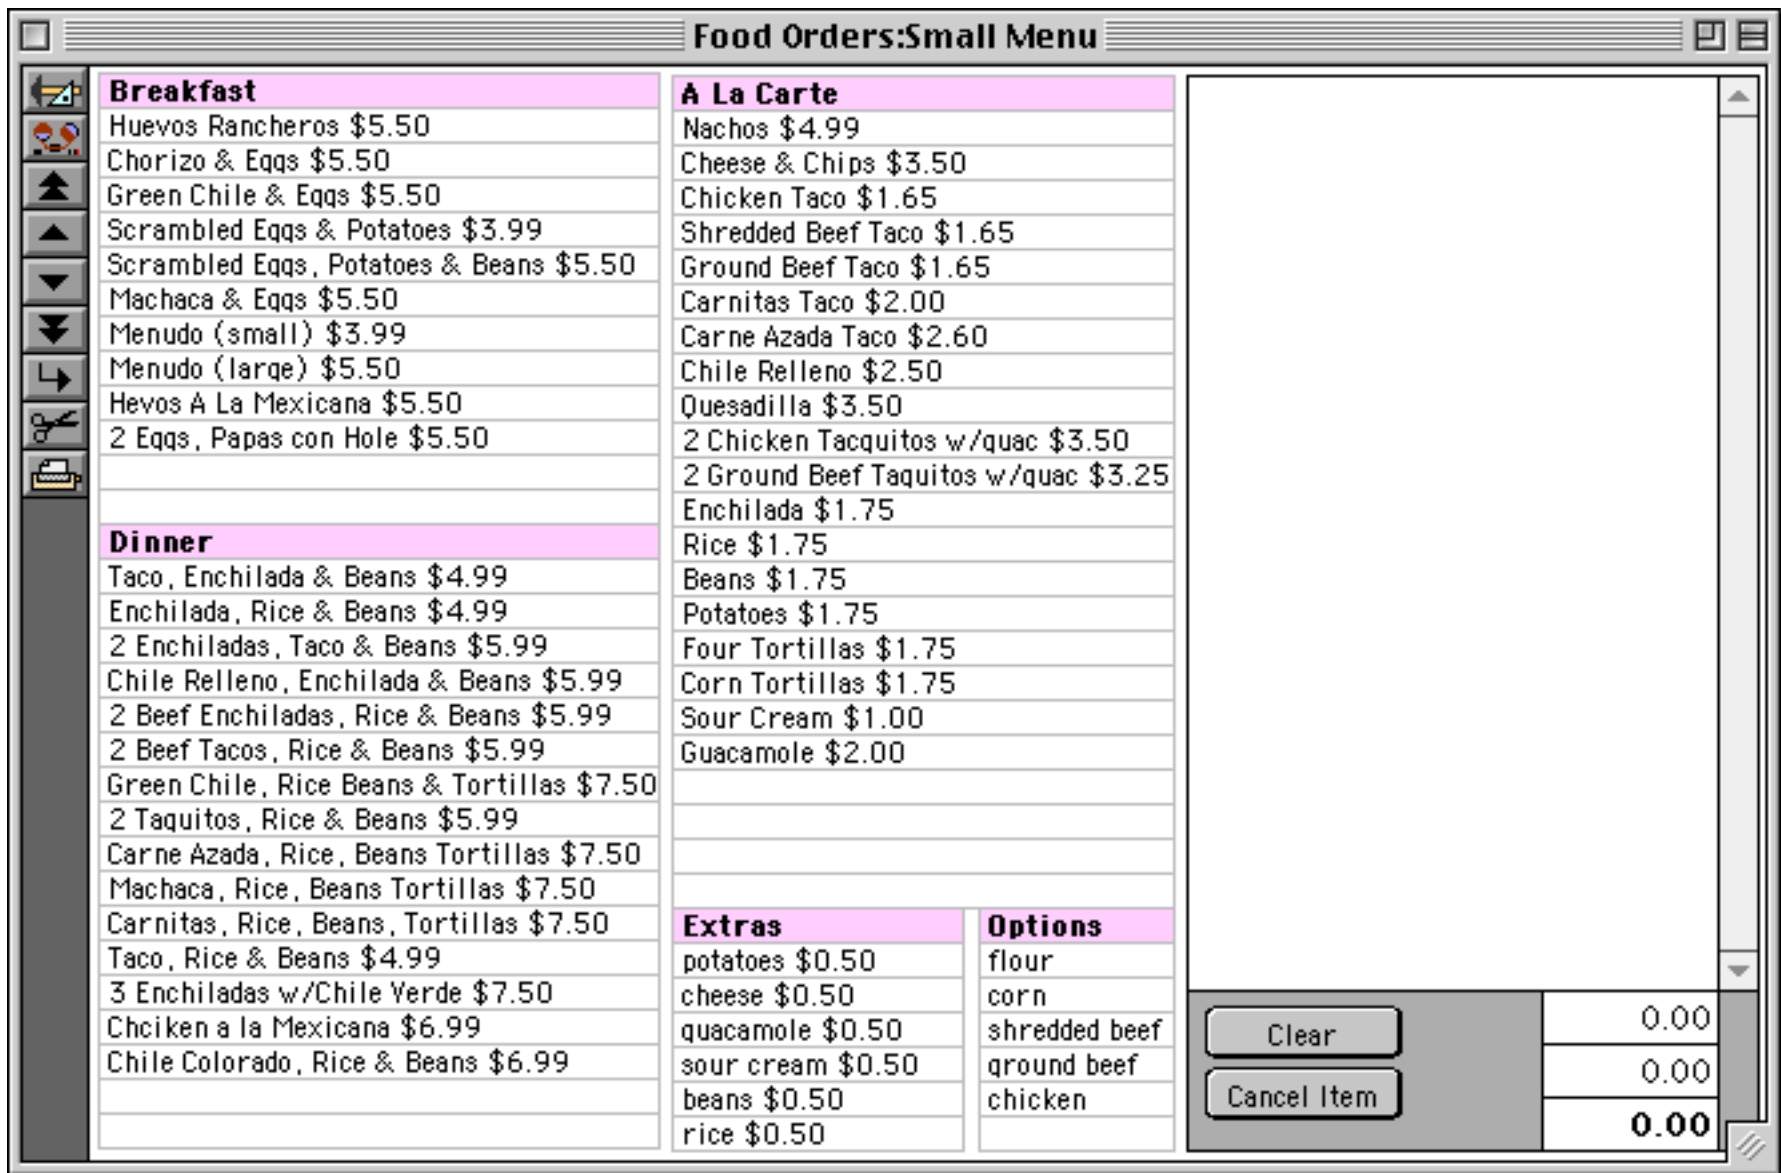 Food Orders:Small Menu
Breakfast
Huevos Rancheros $5.50
Chorizo & Eggs $5.50
Green Chile & Eggs $5.50
Scrambled Eggs & Potatoes $3.99
Scrambled Eggs, Potatoes & Beans $5.50
Machaca & Eggs $5.50
Menudo (small) $3.99
Menudo (large) $5.50
Hevos A La Mexicana $5.50
2 Eggs, Papas con Hole $5.50
Dinner
Taco, Enchilada & Beans $4.99
Enchilada, Rice & Beans $4.99
2 Enchiladas, Taco & Beans $5.99
Chile Relleno, Enchilada & Beans $5.99
2 Beef Enchiladas, Rice & Beans $5.99
2 Beef Tacos, Rice & Beans $5.99
Green Chile, Rice Beans & Tortillas $7.50
2 Taquitos, Rice & Beans $5.99
Carne Azada, Rice, Beans Tortillas $7.50
Machaca, Rice, Beans Tortillas $7.50
Carnitas, Rice, Beans, Tortillas $7.50
Taco, Rice & Beans $4.99
3 Enchiladas w/Chile Verde $7.50
Chciken a la Mexicana $6.99
Chile Colorado, Rice & Beans $6.99
A La Carte
Nachos $4.99
Cheese & Chips $3.50
Chicken Taco $1.65
Shredded Beef Taco $1.65
Ground Beef Taco $1.65
Carnitas Taco $2.00
Carne Azada Taco $2.60
Chile Relleno $2.50
Quesadilla $3.50
2 Chicken Tacquitos w/guac $3.50
2 Ground Beef Taquitos w/guac $3.25
Enchilada $1.75
Rice $1.75
Beans $1.75
Potatoes $1.75
Four Tortillas $1.75
Corn Tortillas $1.75
Sour Cream $1.00
Guacamole $2.00
Extras
potatoes $0.50
cheese $0.50
guacamole $0.50
sour cream $0.50
beans $0.50
rice $0.50
Options
flour
corn
shredded beef
ground beef
chicken
Clear
Cancel Item
0.00
0.00
0.00